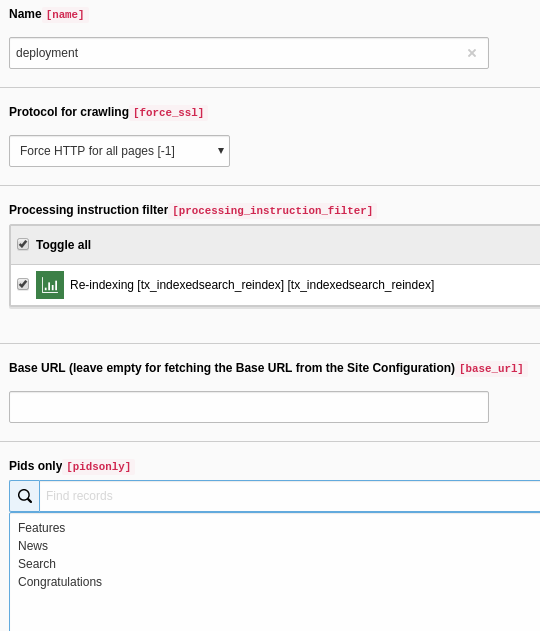 Name [name]
deployment
Protocol for crawling [force_ssl]
Force HTTP for all pages [-1]
Processing instruction filter [processing_instruction_filter]
Toggle all
Re-indexing [tx_indexedsearch_reindex] [tx_indexedsearch_reindex]
Base URL (leave empty for fetching the Base URL from the Site Configuration) [base_url]
Pids only [pidsonly]
Find records
Features
News
Search
Congratulations